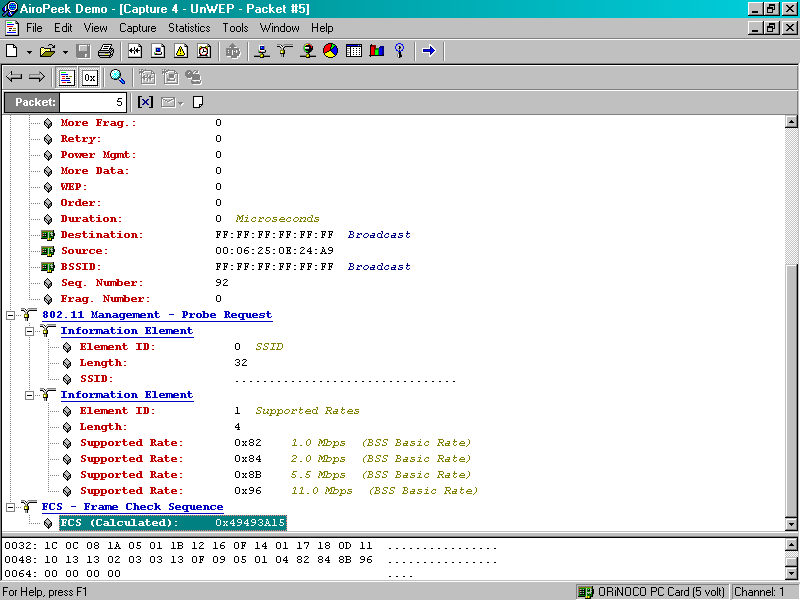 AiroPeek Demo - [Capture 4 - UnWEP - Packet #5]
File Edit View Capture Statistics Tools Window Help
0x
Packet: 5 [x]
More Frag.: 0
Retry: 0
Power Mgmt: 0
More Data: 0
WEP: 0
Order: 0
Duration: 0 Microseconds
Destination: FF:FF:FF:FF:FF:FF Broadcast
Source: 00:06:25:0E:24:A9
BSSID: FF:FF:FF:FF:FF:FF Broadcast
Seq. Number: 92
Frag. Number: 0
802.11 Management - Probe Request
Information Element
Element ID: 0 SSID
Length: 32
SSID: ................................
Information Element
Element ID: 1 Supported Rates
Length: 4
Supported Rate: 0x82 1.0 Mbps (BSS Basic Rate)
Supported Rate: 0x84 2.0 Mbps (BSS Basic Rate)
Supported Rate: 0x8B 5.5 Mbps (BSS Basic Rate)
Supported Rate: 0x96 11.0 Mbps (BSS Basic Rate)
FCS - Frame Check Sequence
FCS (Calculated): 0x49493A15
0032: 1C 0C 08 1A 05 01 1B 12 16 0F 14 01 17 18 0D 11 ................
0048: 10 13 13 02 03 03 13 0F 09 05 01 04 82 84 8B 96 ................
0064: 00 00 00 00 ....
For Help, press F1 ORiNOCO PC Card (5 volt) Channel: 1